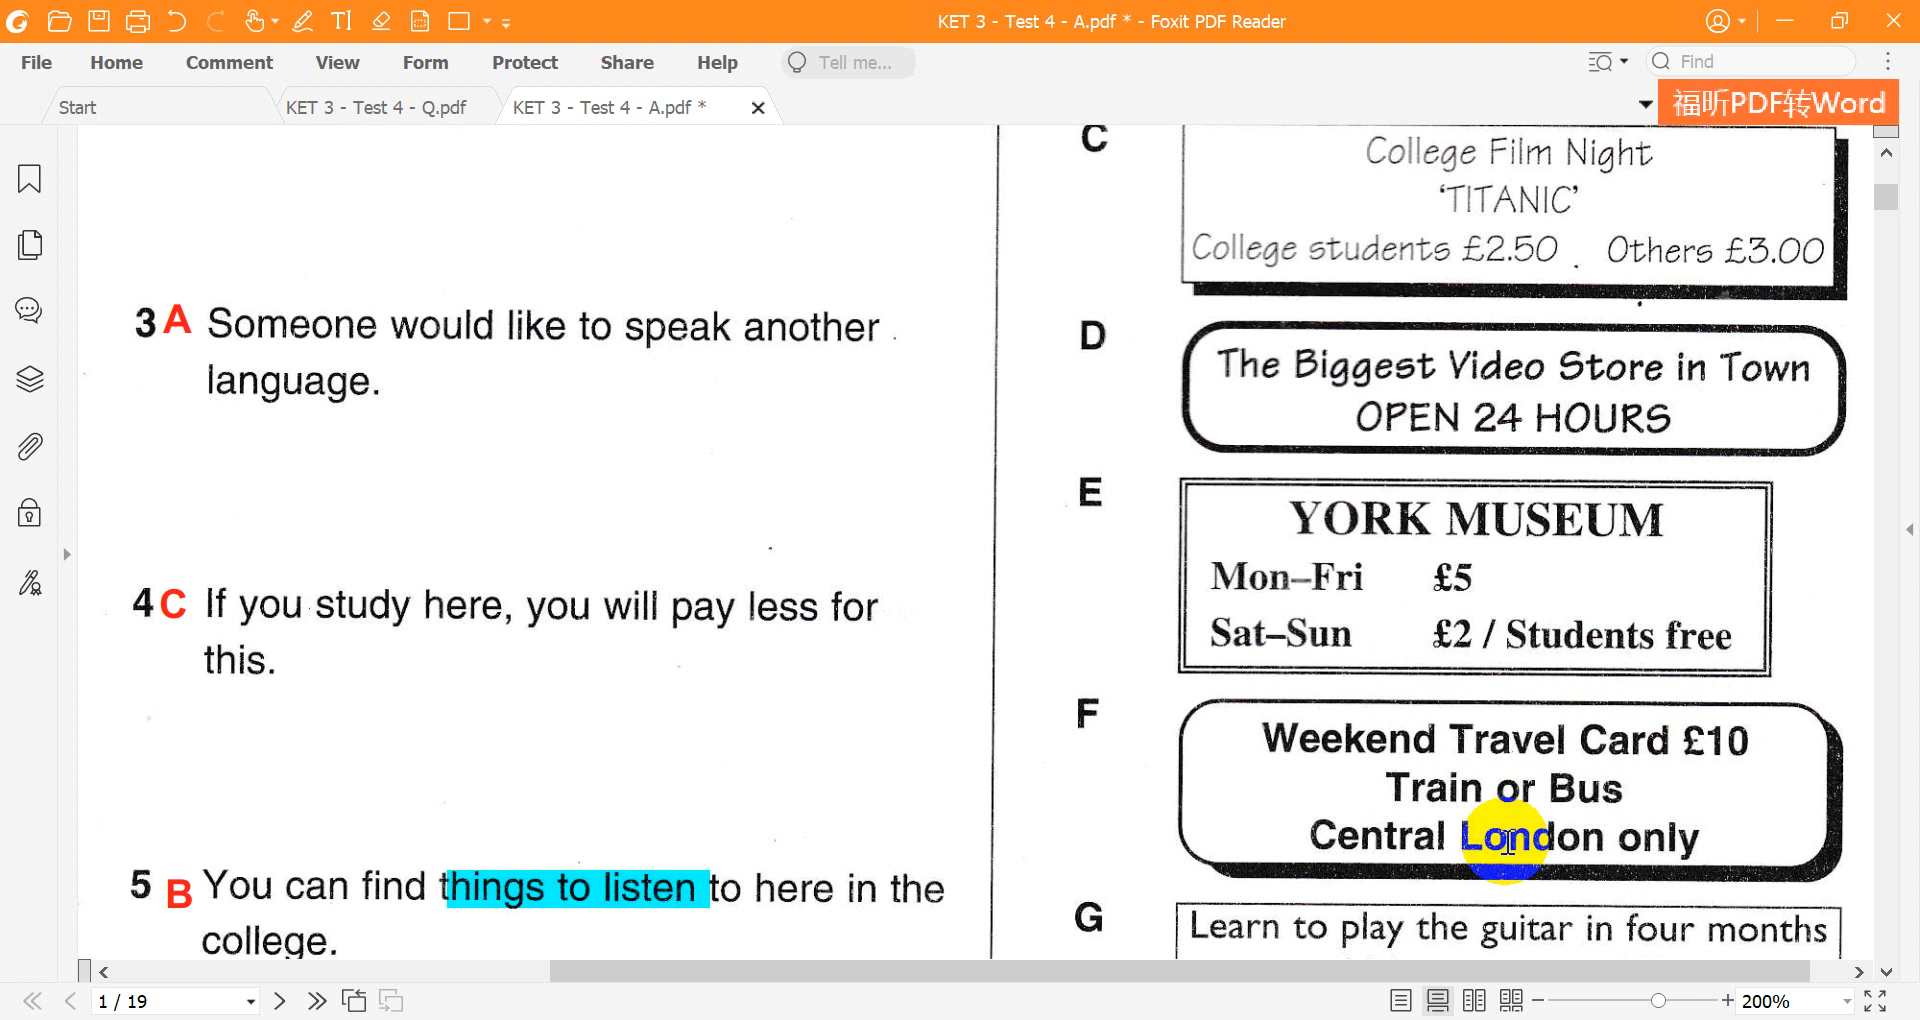 KET 3 - Test 4 - A.pdf * - Foxit PDF Reader
File Home Comment View Form Protect Share Help Tell me... Find
Start KET 3 - Test 4 - Q.pdf KET 3 - Test 4 - A.pdf *
福昕PDF转Word
3 A Someone would like to speak another
language.
4 C If you study here, you will pay less for
this.
5 B You can find things to listen to here in the
college.
C
College Film Night
'TITANIC'
College students £2.50 . Others £3.00
D
The Biggest Video Store in Town
OPEN 24 HOURS
E
YORK MUSEUM
Mon–Fri £5
Sat–Sun £2 / Students free
F
Weekend Travel Card £10
Train or Bus
Central London only
G
Learn to play the guitar in four months
1 / 19
200%